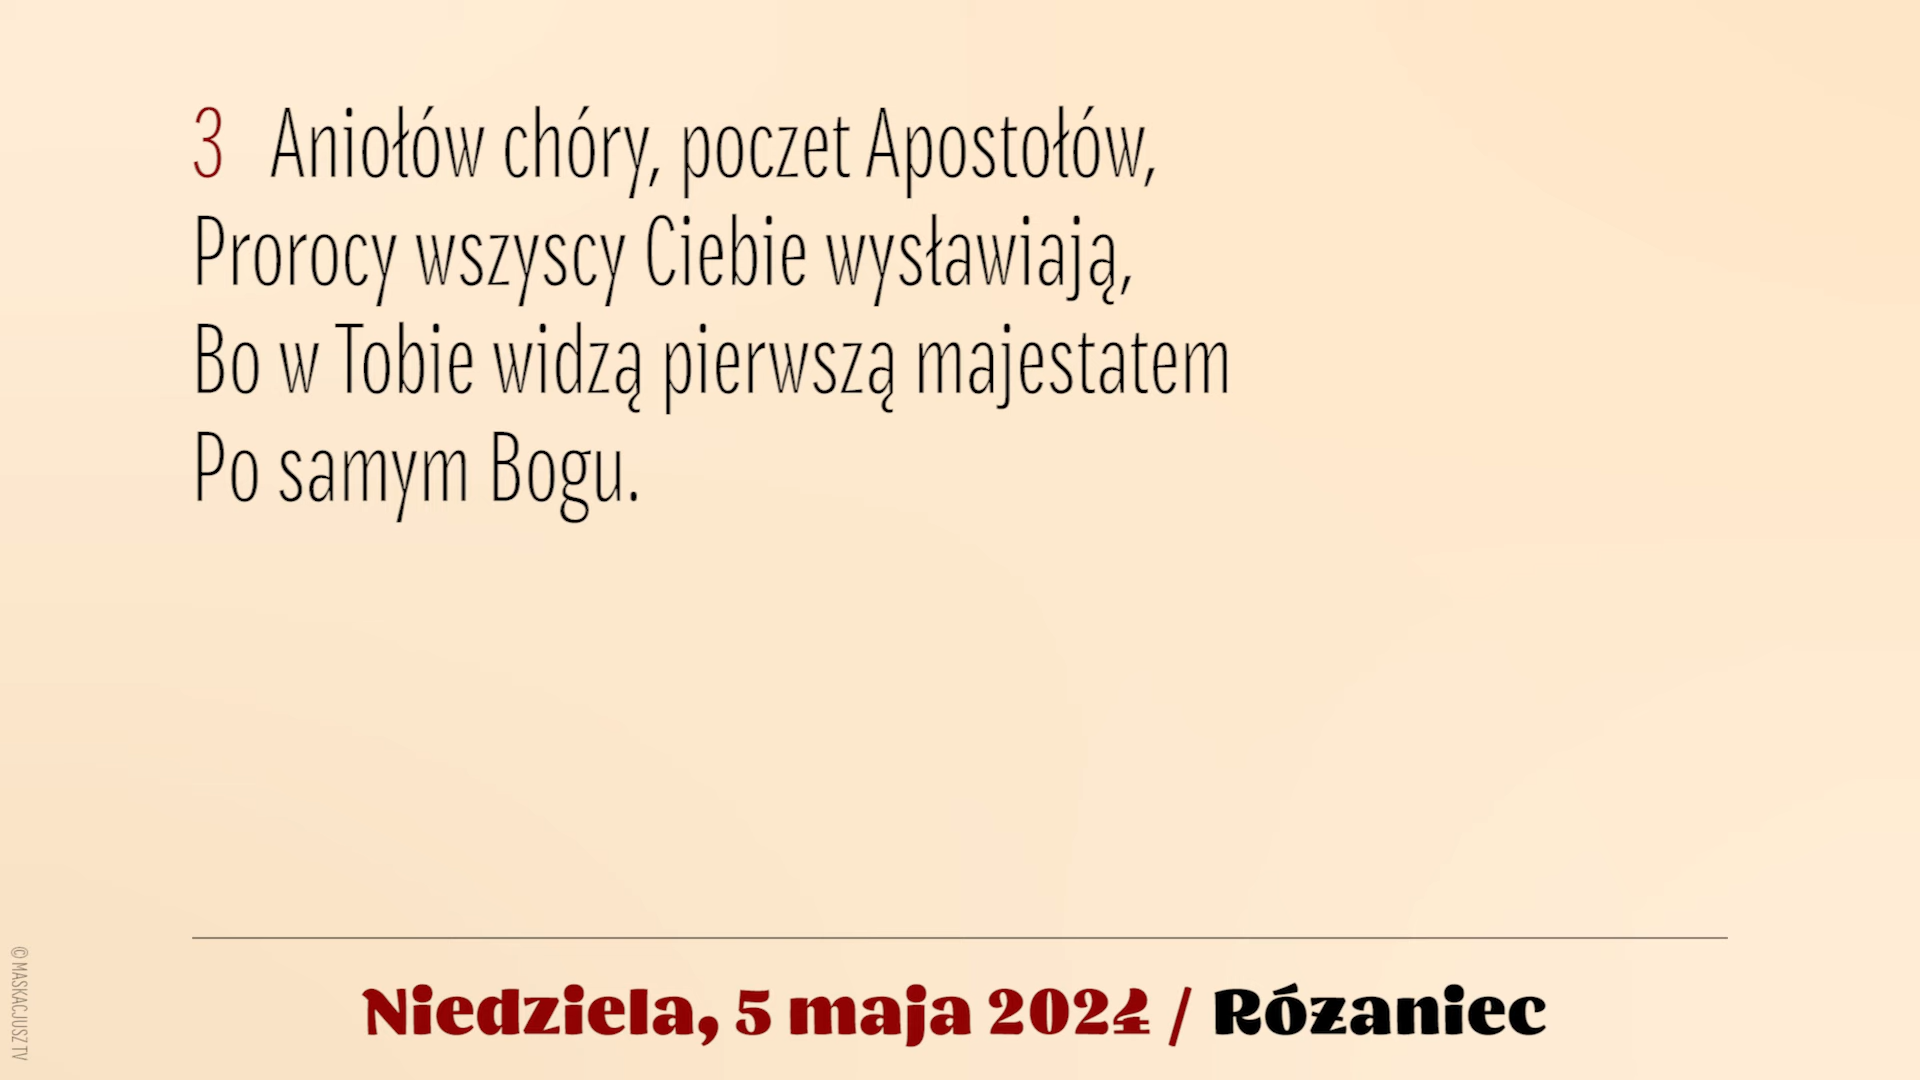 3 Aniołów chóry, poczet Apostołów,
Prorocy wszyscy Ciebie wysławiają,
Bo w Tobie widzą pierwszą majestatem
Po samym Bogu.
Niedziela, 5 maja 2024 / Różaniec
© MASKACJUSZ TV